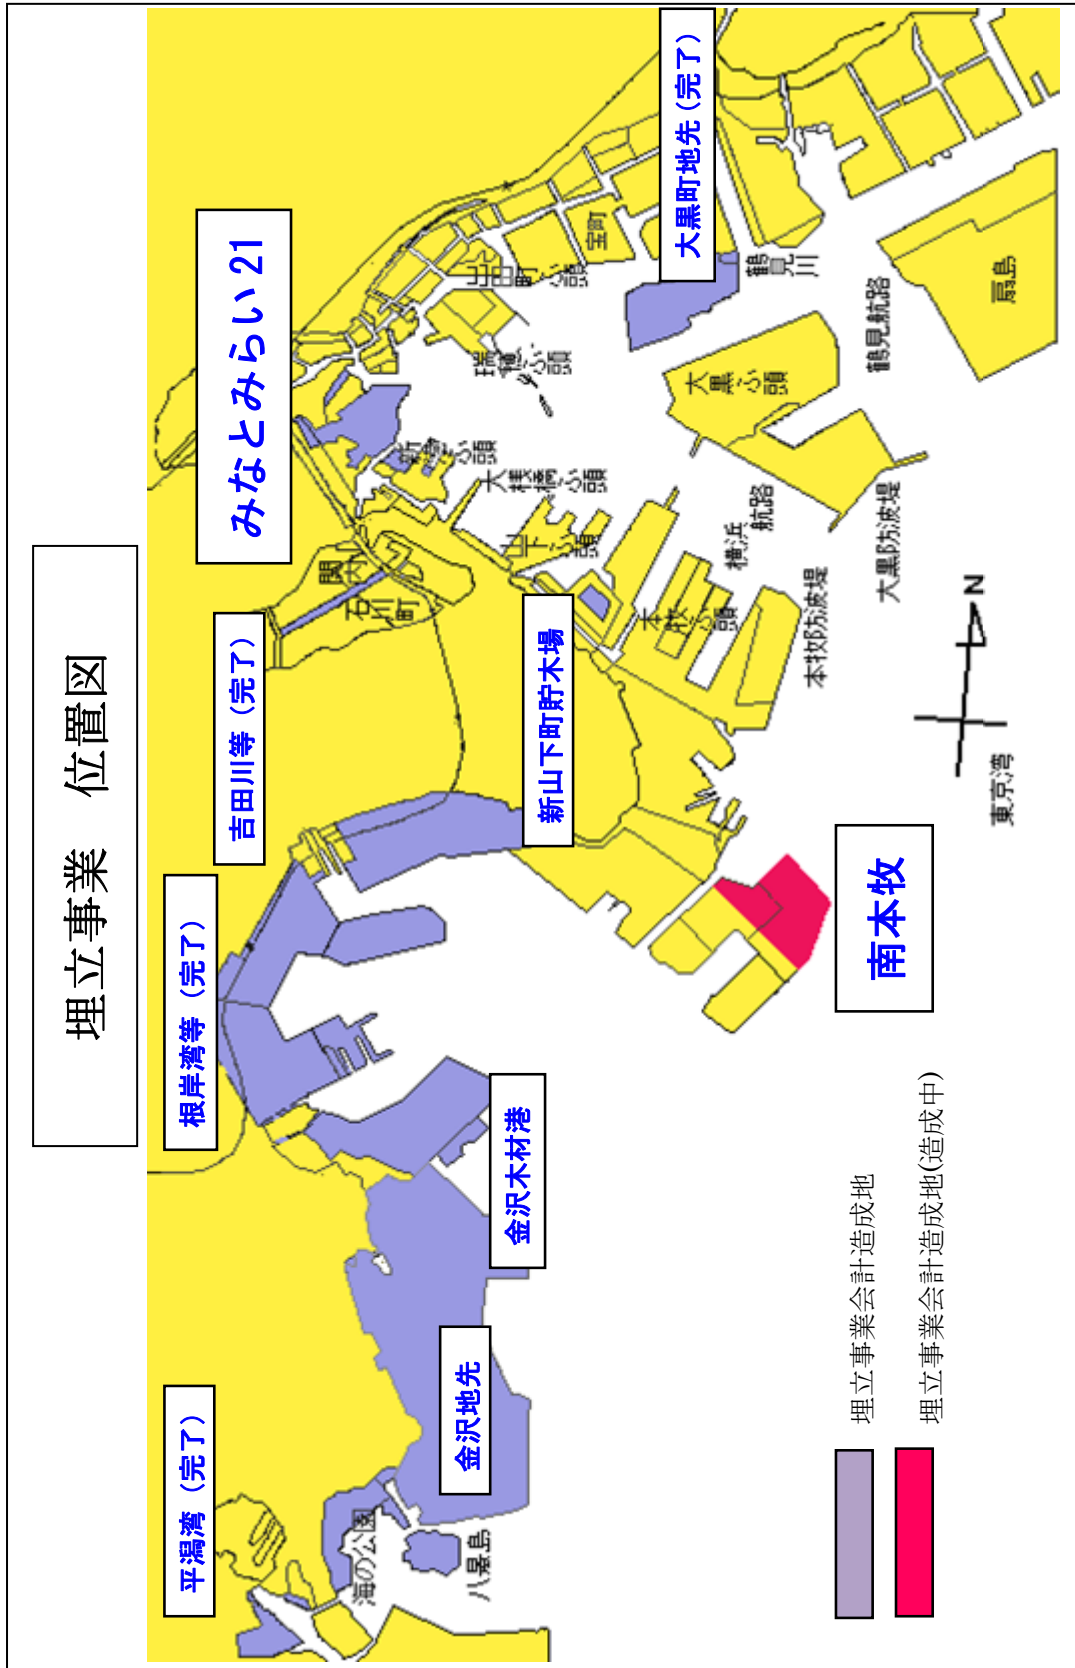 埋立事業　位置図
平潟湾（完了）
根岸湾等（完了）
吉田川等（完了）
みなとみらい21
大黒町地先（完了）
金沢地先
金沢木材港
新山下町貯木場
南本牧
海の公園
八景島
関内
石川町
新港ふ頭
大桟橋ふ頭
山下ふ頭
本牧ふ頭
瑞穂ふ頭
出田町ふ頭
宝町
鶴見川
大黒ふ頭
鶴見航路
扇島
横浜
航路
本牧防波堤
大黒防波堤
N
東京湾
埋立事業会計造成地
埋立事業会計造成地(造成中)